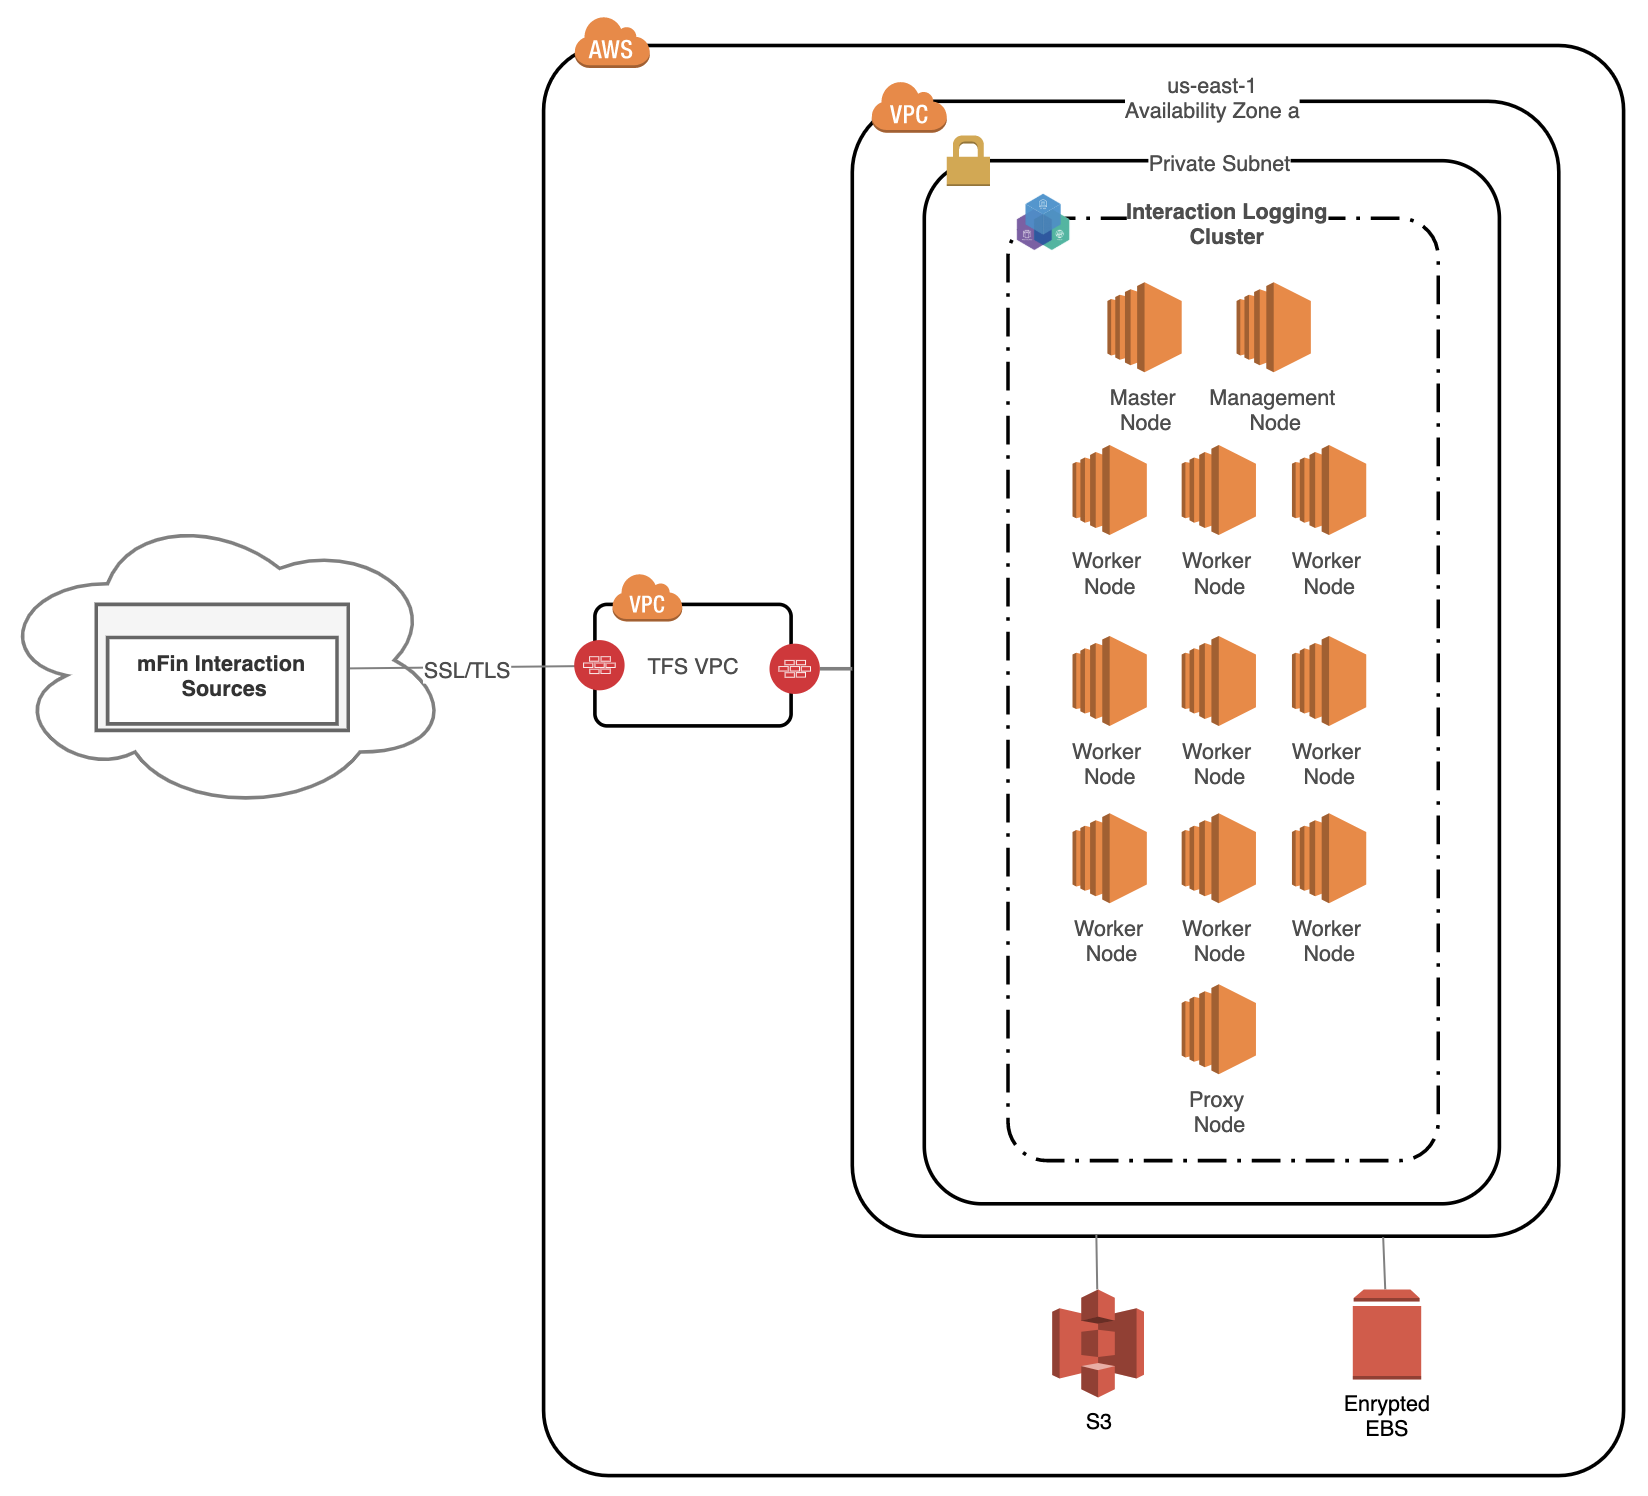 AWS
us-east-1
VPC
Availability Zone a
Private Subnet
Interaction Logging
Cluster
Master
Node
Management
Node
Worker
Node
Worker
Node
Worker
Node
VPC
mFin Interaction
Sources
SSL/TLS
TFS VPC
Worker
Node
Worker
Node
Worker
Node
Worker
Node
Worker
Node
Worker
Node
Proxy
Node
S3
Enrypted
EBS